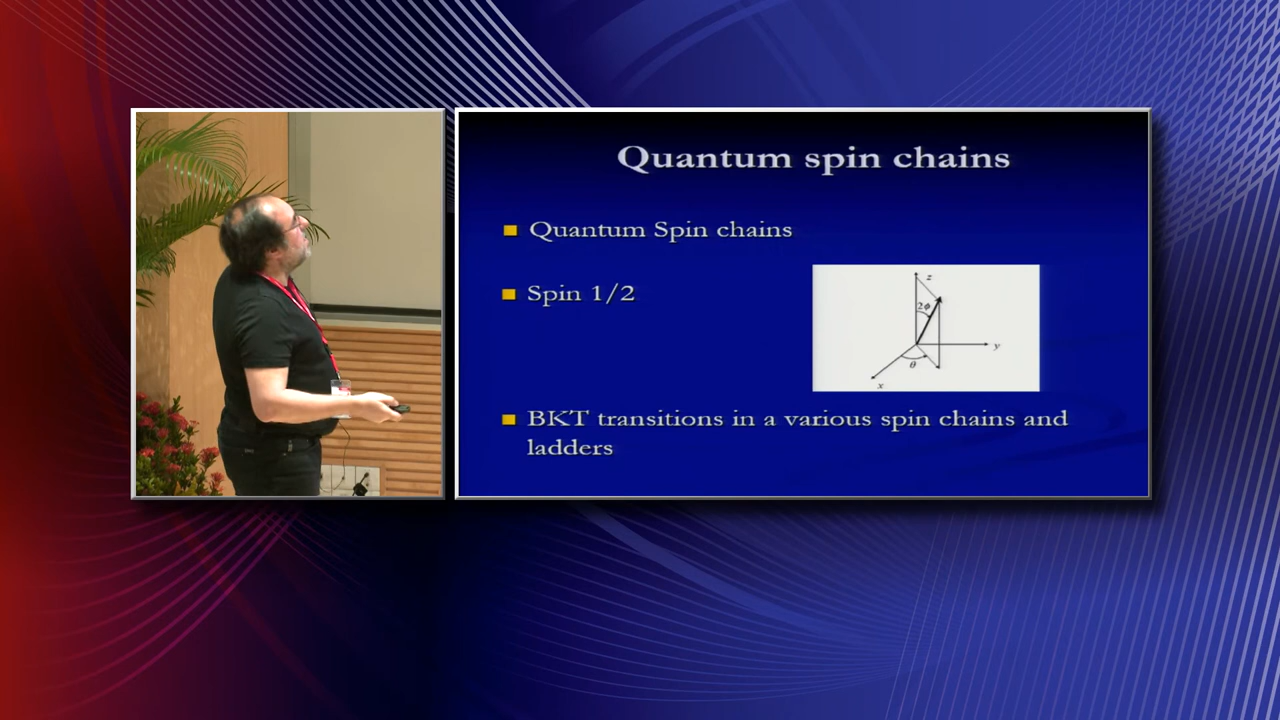 Quantum spin chains
Quantum Spin chains
Spin 1/2
z
2ϕ
y
θ
x
BKT transitions in a various spin chains and
ladders